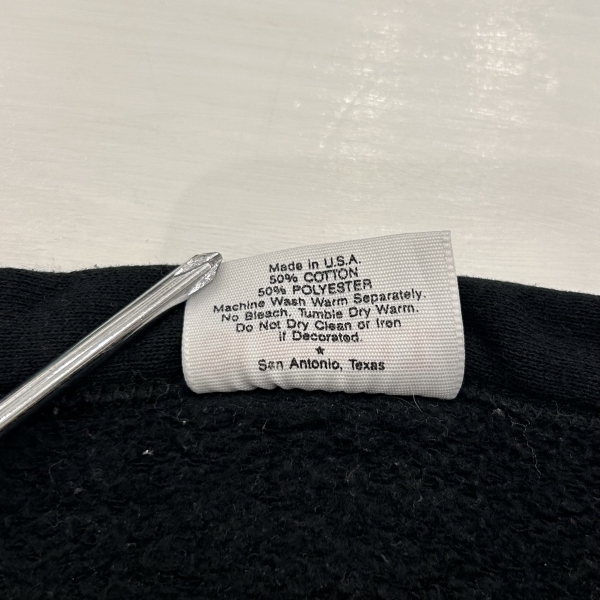 Made in U.S.A.
50% COTTON
50% POLYESTER
Machine Wash Warm Separately.
No Bleach. Tumble Dry Warm.
Do Not Dry Clean or Iron
if Decorated.
★
San Antonio, Texas